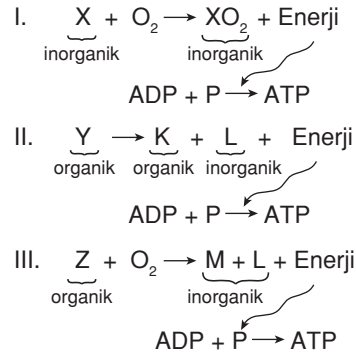 I. X + O₂ → XO₂ + Enerji
inorganik inorganik
ADP + P → ATP
II. Y → K + L + Enerji
organik organik inorganik
ADP + P → ATP
III. Z + O₂ → M + L + Enerji
organik inorganik
ADP + P → ATP